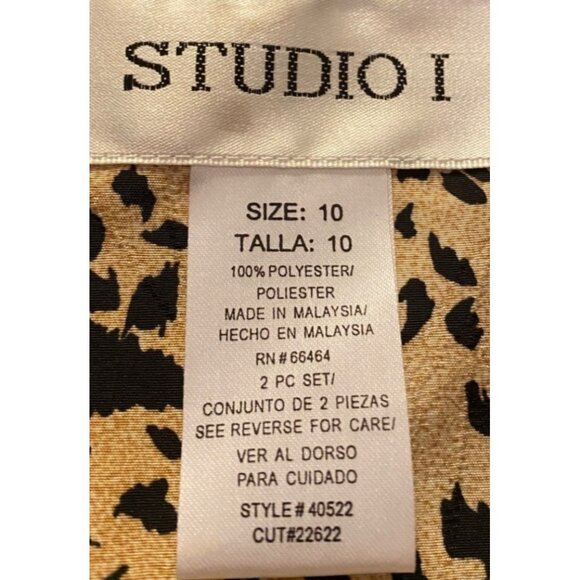 STUDIO I
SIZE: 10
TALLA: 10
100% POLYESTER/
POLIESTER
MADE IN MALAYSIA/
HECHO EN MALAYSIA
RN # 66464
2 PC SET/
CONJUNTO DE 2 PIEZAS
SEE REVERSE FOR CARE/
VER AL DORSO
PARA CUIDADO
STYLE # 40522
CUT#22622